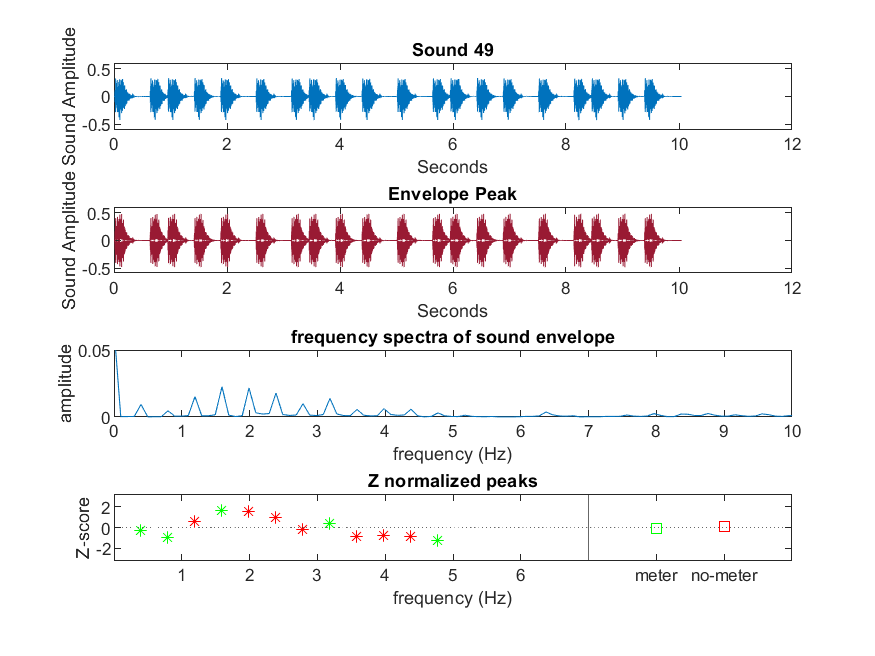 Sound 49
Sound Amplitude
0.5
0
-0.5
0 2 4 6 8 10 12
Seconds
Envelope Peak
Sound Amplitude
0.5
0
-0.5
0 2 4 6 8 10 12
Seconds
frequency spectra of sound envelope
amplitude
0.05
0
0 1 2 3 4 5 6 7 8 9 10
frequency (Hz)
Z normalized peaks
Z-score
2
0
-2
1 2 3 4 5 6 meter no-meter
frequency (Hz)